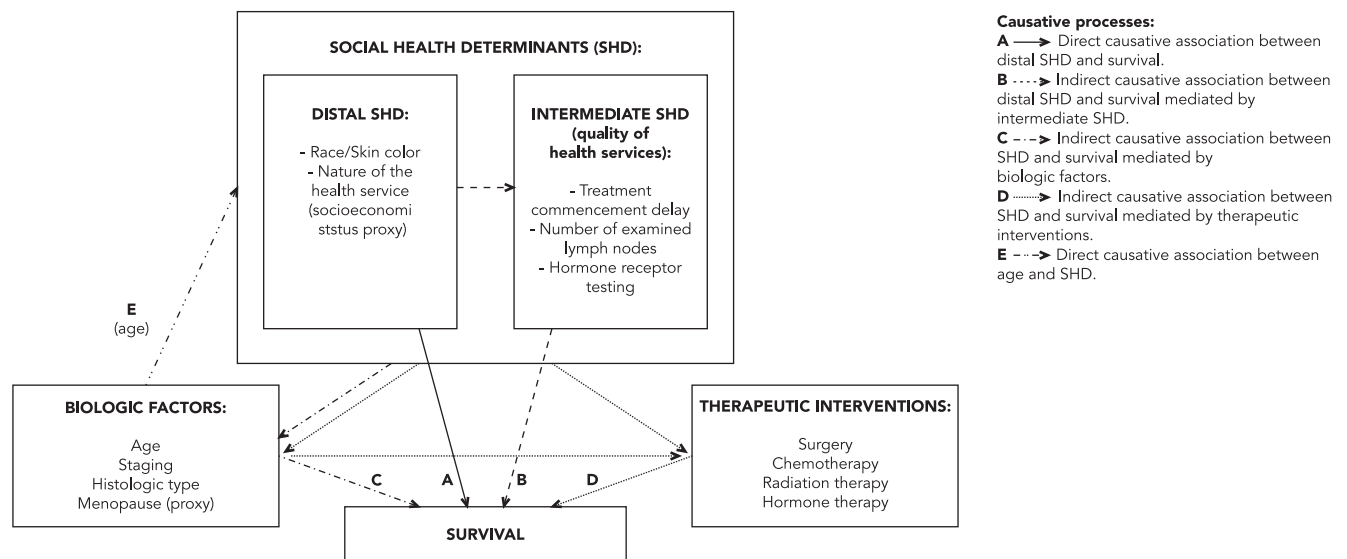 SOCIAL HEALTH DETERMINANTS (SHD):
DISTAL SHD:
- Race/Skin color
- Nature of the
health service
(socioeconomi
ststus proxy)
INTERMEDIATE SHD
(quality of
health services):
- Treatment
commencement delay
- Number of examined
lymph nodes
- Hormone receptor
testing
E
(age)
BIOLOGIC FACTORS:
Age
Staging
Histologic type
Menopause (proxy)
THERAPEUTIC INTERVENTIONS:
Surgery
Chemotherapy
Radiation therapy
Hormone therapy
C
A
B
D
SURVIVAL
Causative processes:
A Direct causative association between
distal SHD and survival.
B Indirect causative association between
distal SHD and survival mediated by
intermediate SHD.
C Indirect causative association between
SHD and survival mediated by
biologic factors.
D Indirect causative association between
SHD and survival mediated by therapeutic
interventions.
E Direct causative association between
age and SHD.